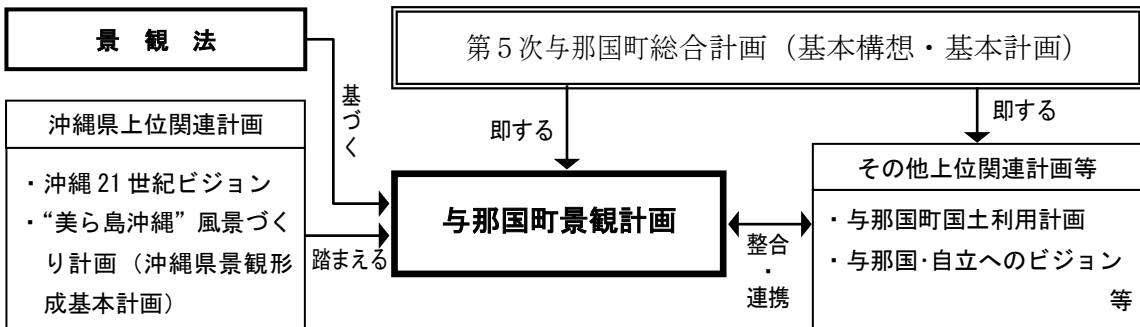 景 観 法
第５次与那国町総合計画（基本構想・基本計画）
基づく
即する
即する
沖縄県上位関連計画
・沖縄 21 世紀ビジョン
・“美ら島沖縄”風景づく
り計画（沖縄県景観形
成基本計画）
踏まえる
与那国町景観計画
整合
・
連携
その他上位関連計画等
・与那国町国土利用計画
・与那国･自立へのビジョン
等